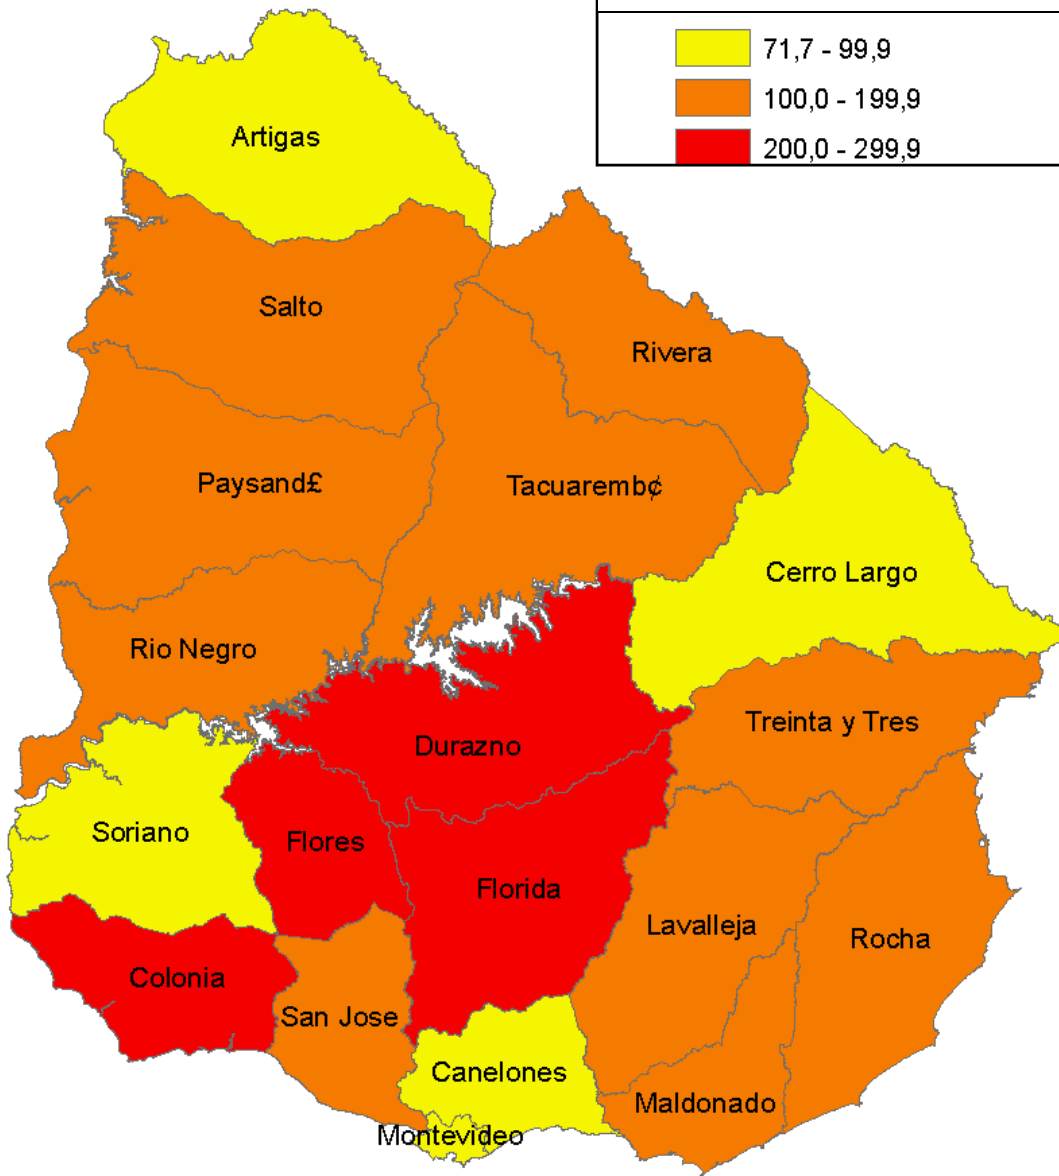 71,7 - 99,9
100,0 - 199,9
200,0 - 299,9
Artigas
Salto
Rivera
Paysand£
Tacuaremb¢
Cerro Largo
Rio Negro
Treinta y Tres
Durazno
Soriano
Flores
Florida
Lavalleja
Rocha
Colonia
San Jose
Canelones
Maldonado
Montevideo